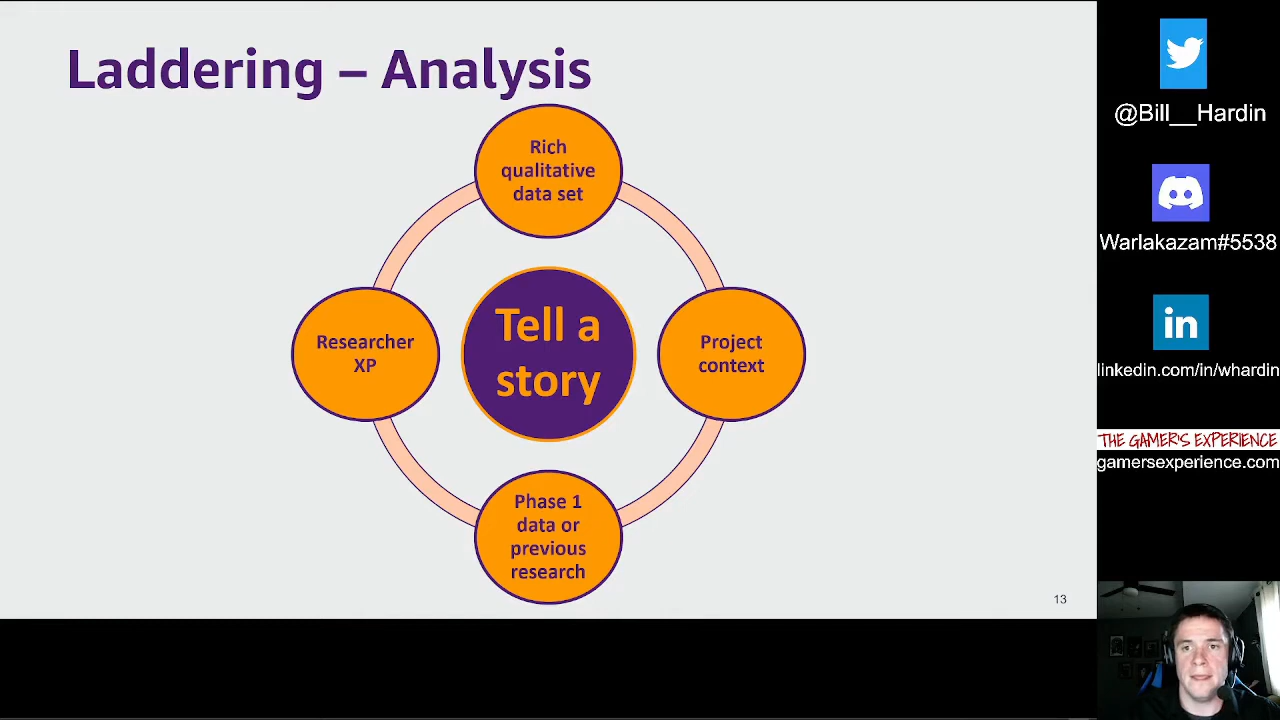 Laddering – Analysis
Rich
qualitative
data set
Researcher
XP
Tell a
story
Project
context
Phase 1
data or
previous
research
13
@Bill__Hardin
Warlakazam#5538
in
linkedin.com/in/whardin
THE GAMER'S EXPERIENCE
gamersexperience.com